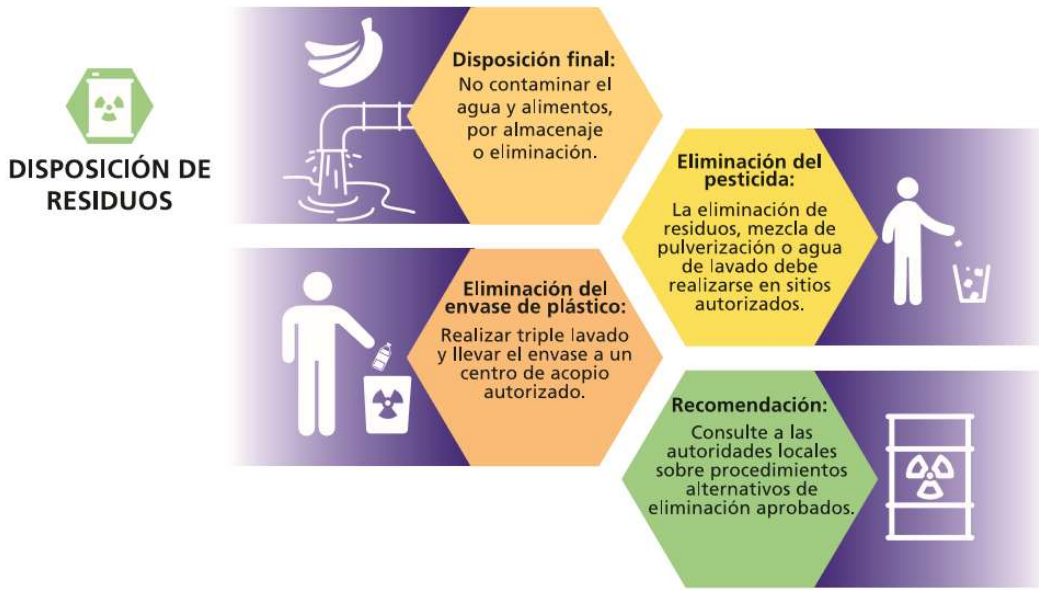 DISPOSICIÓN DE
RESIDUOS
Disposición final:
No contaminar el
agua y alimentos,
por almacenaje
o eliminación.
Eliminación del
pesticida:
La eliminación de
residuos, mezcla de
pulverización o agua
de lavado debe
realizarse en sitios
autorizados.
Eliminación del
envase de plástico:
Realizar triple lavado
y llevar el envase a un
centro de acopio
autorizado.
Recomendación:
Consulte a las
autoridades locales
sobre procedimientos
alternativos de
eliminación aprobados.